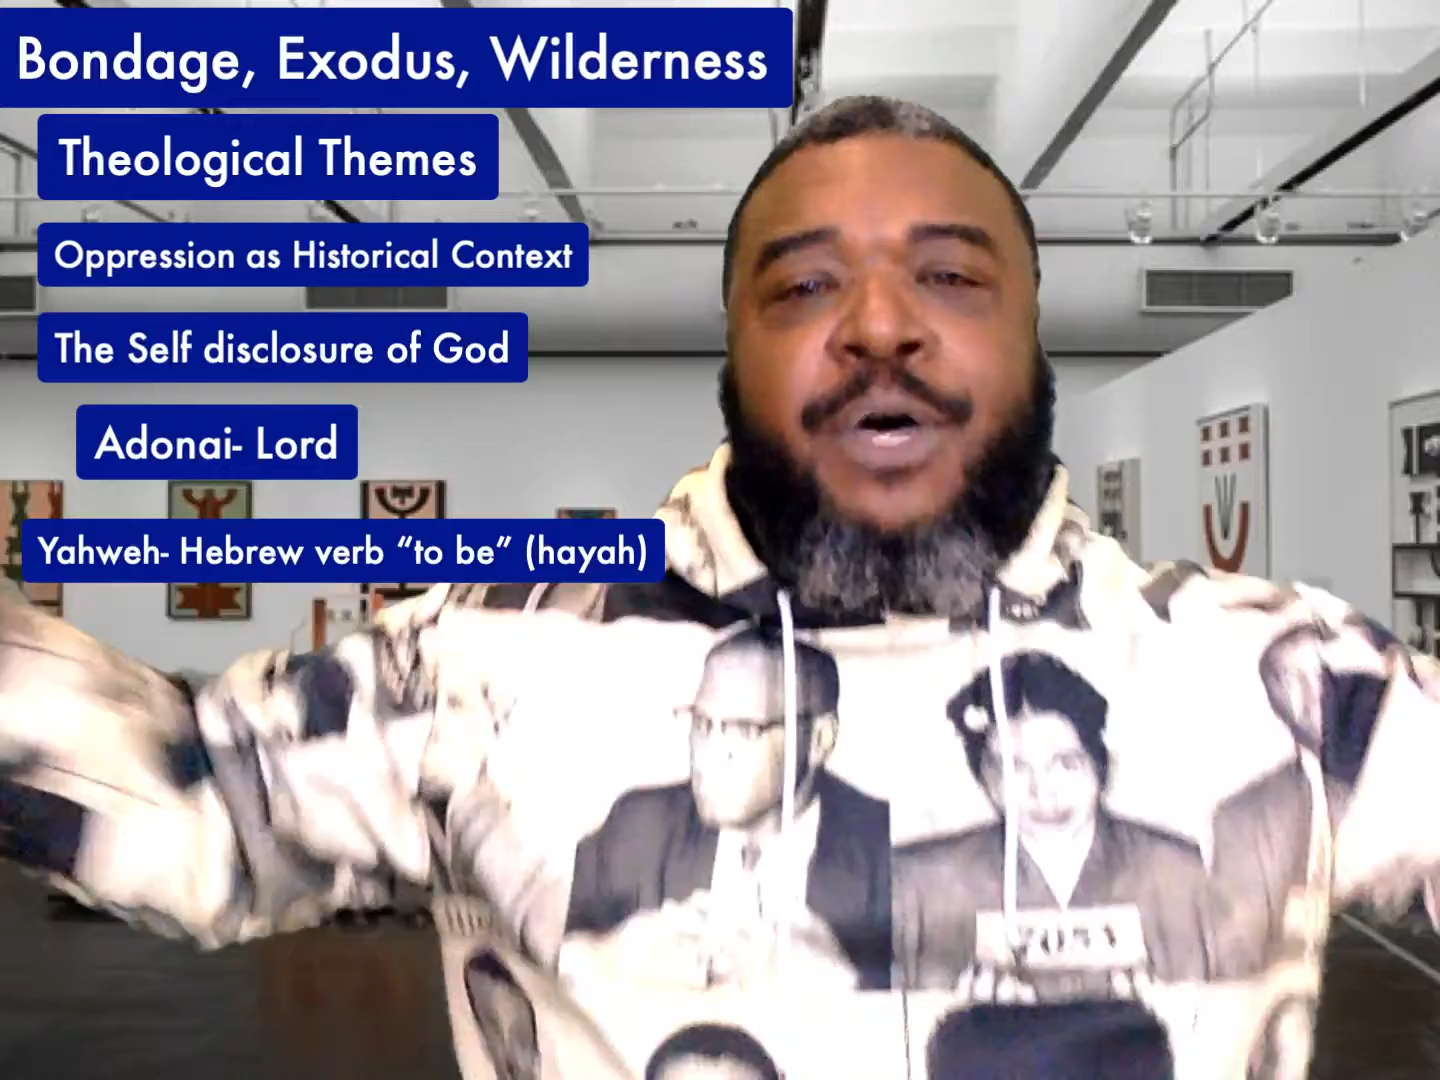 Bondage, Exodus, Wilderness
Theological Themes
Oppression as Historical Context
The Self disclosure of God
Adonai- Lord
Yahweh- Hebrew verb “to be” (hayah)
7053